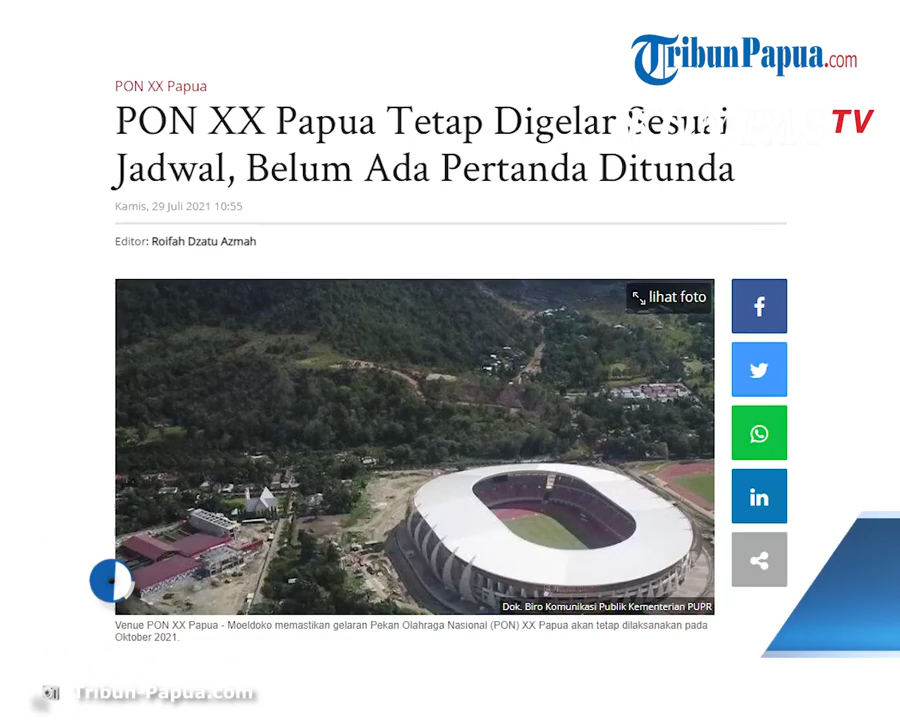 TribunPapua.com
TV
PON XX Papua
PON XX Papua Tetap Digelar Sesuai
Jadwal, Belum Ada Pertanda Ditunda
Kamis, 29 Juli 2021 10:55
Editor: Roifah Dzatu Azmah
lihat foto
f
in
Dok. Biro Komunikasi Publik Kementerian PUPR
Venue PON XX Papua - Moeldoko memastikan gelaran Pekan Olahraga Nasional (PON) XX Papua akan tetap dilaksanakan pada
Oktober 2021.
Tribun-Papua.com